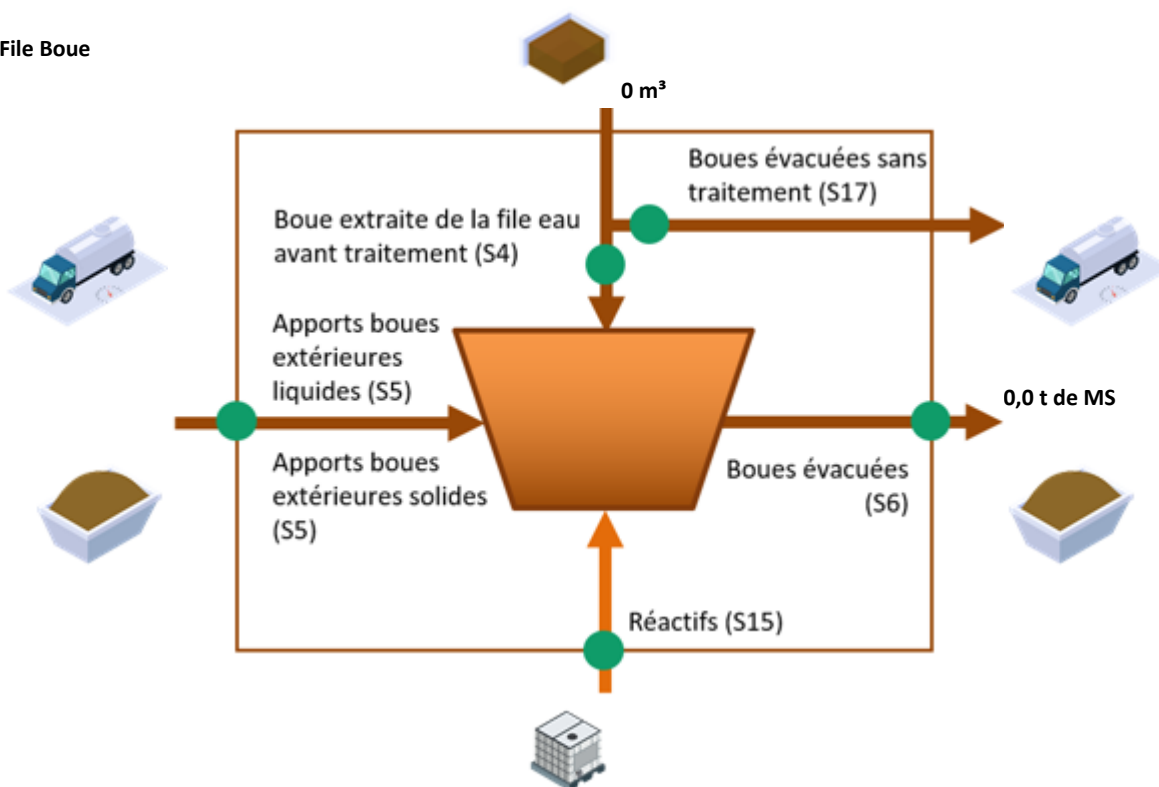 File Boue
0 m³
Boues évacuées sans
traitement (S17)
Boue extraite de la file eau
avant traitement (S4)
Apports boues
extérieures
liquides (S5)
0,0 t de MS
Apports boues
extérieures solides
(S5)
Boues évacuées
(S6)
Réactifs (S15)